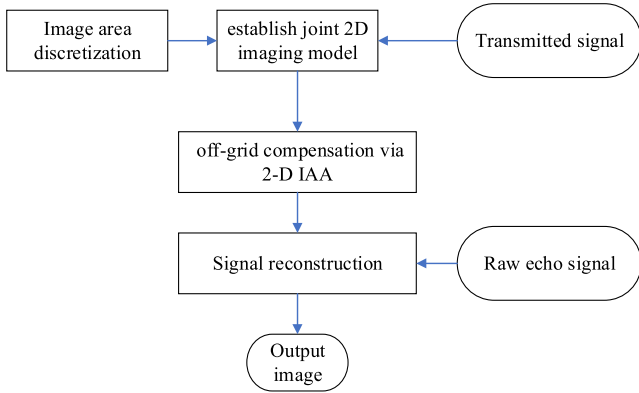 Image area
discretization
establish joint 2D
imaging model
Transmitted signal
off-grid compensation via
2-D IAA
Signal reconstruction
Raw echo signal
Output
image